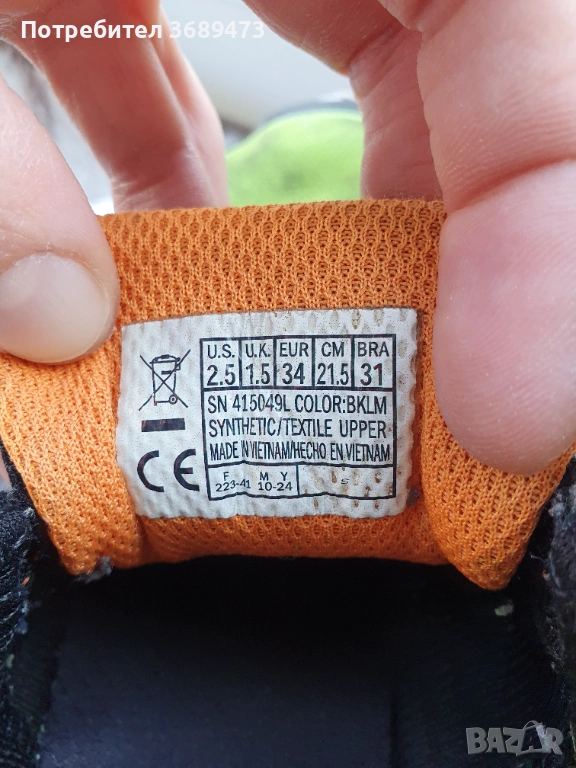 Потребител 3689473
U.S. U.K. EUR CM BRA
2.5 1.5 34 21.5 31
SN 415049L COLOR:BKLM
SYNTHETIC/TEXTILE UPPER
MADE IN VIETNAM/HECHO EN VIETNAM
F M Y
223-41 10-24 S
CE
BAZAR